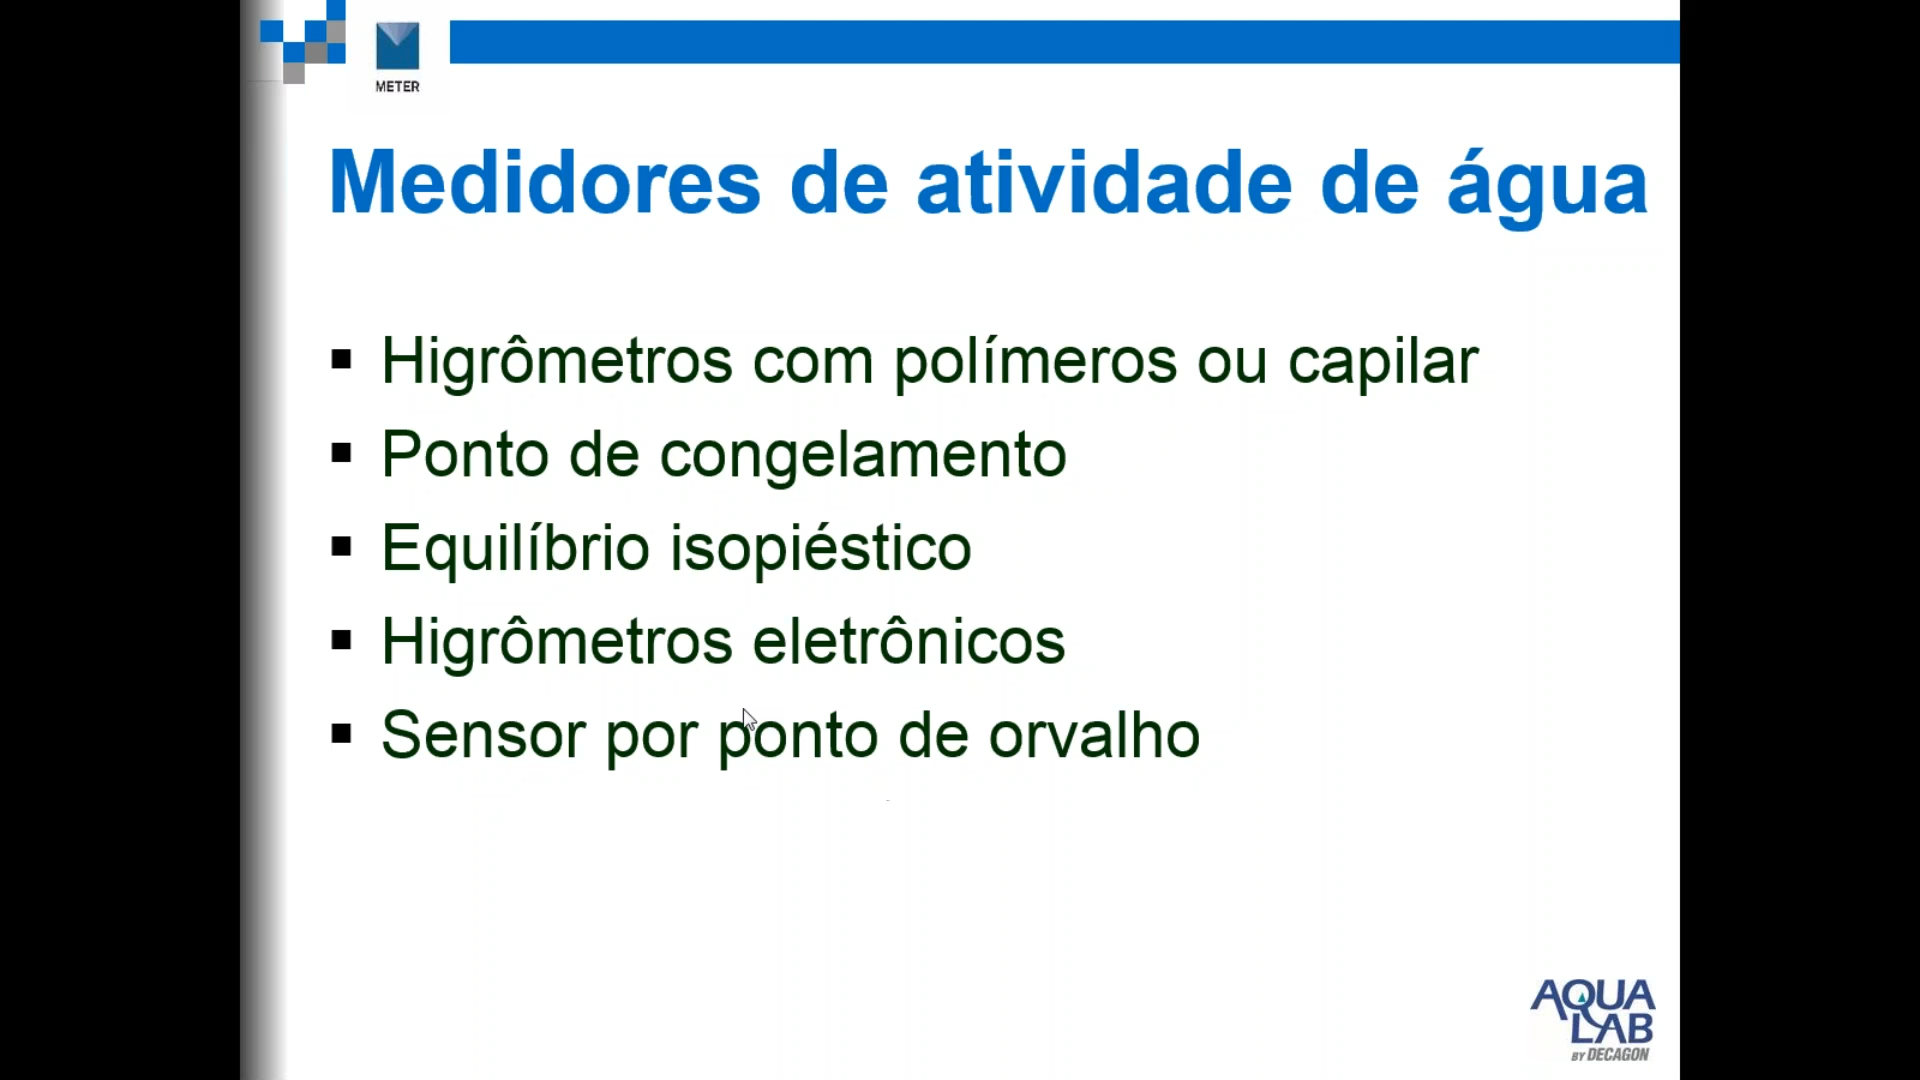 METER
Medidores de atividade de água
Higrômetros com polímeros ou capilar
Ponto de congelamento
Equilíbrio isopiéstico
Higrômetros eletrônicos
Sensor por ponto de orvalho
AQUA
LAB
BY DECAGON